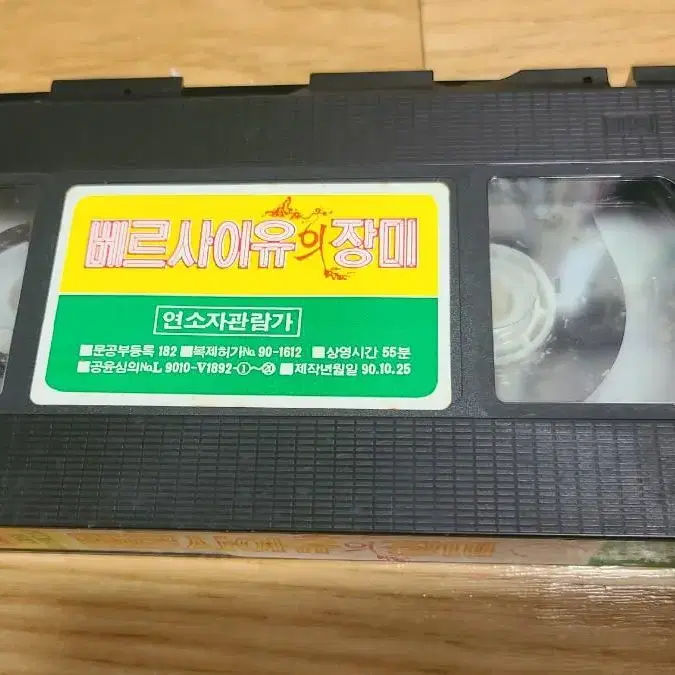 베르사이유의장미
연소자관람가
■문공부등록 182 ■복제허가No. 90-1612 ■상영시간 55분
■공윤심의No.L 9010-V1892-①~⑳ ■제작년월일 90.10.25